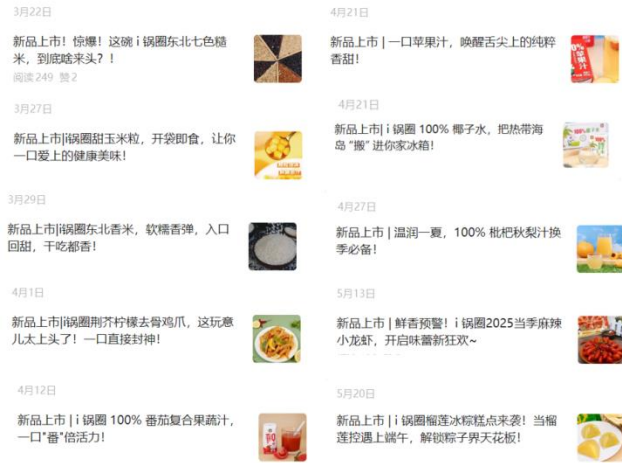 3月22日
新品上市！惊爆！这碗 i 锅圈东北七色糙
米，到底啥来头？！
阅读 249 赞 2
3月27日
新品上市|i锅圈甜玉米粒，开袋即食，让你
一口爱上的健康美味！
3月29日
新品上市|i锅圈东北香米，软糯香弹，入口
回甜，干吃都香！
4月1日
新品上市|i锅圈荆芥柠檬去骨鸡爪，这玩意
儿太上头了！一口直接封神！
4月12日
新品上市 | i 锅圈 100% 番茄复合果蔬汁，
一口"番"倍活力！
4月21日
新品上市 | 一口苹果汁，唤醒舌尖上的纯粹
香甜！
4月21日
新品上市| i 锅圈 100% 椰子水，把热带海
岛 “搬” 进你家冰箱！
4月27日
新品上市 | 温润一夏，100% 枇杷秋梨汁换
季必备！
5月13日
新品上市 | 鲜香预警！i 锅圈2025当季麻辣
小龙虾，开启味蕾新狂欢~
5月20日
新品上市 | i 锅圈榴莲冰粽糕点来袭！当榴
莲控遇上端午，解锁粽子界天花板！